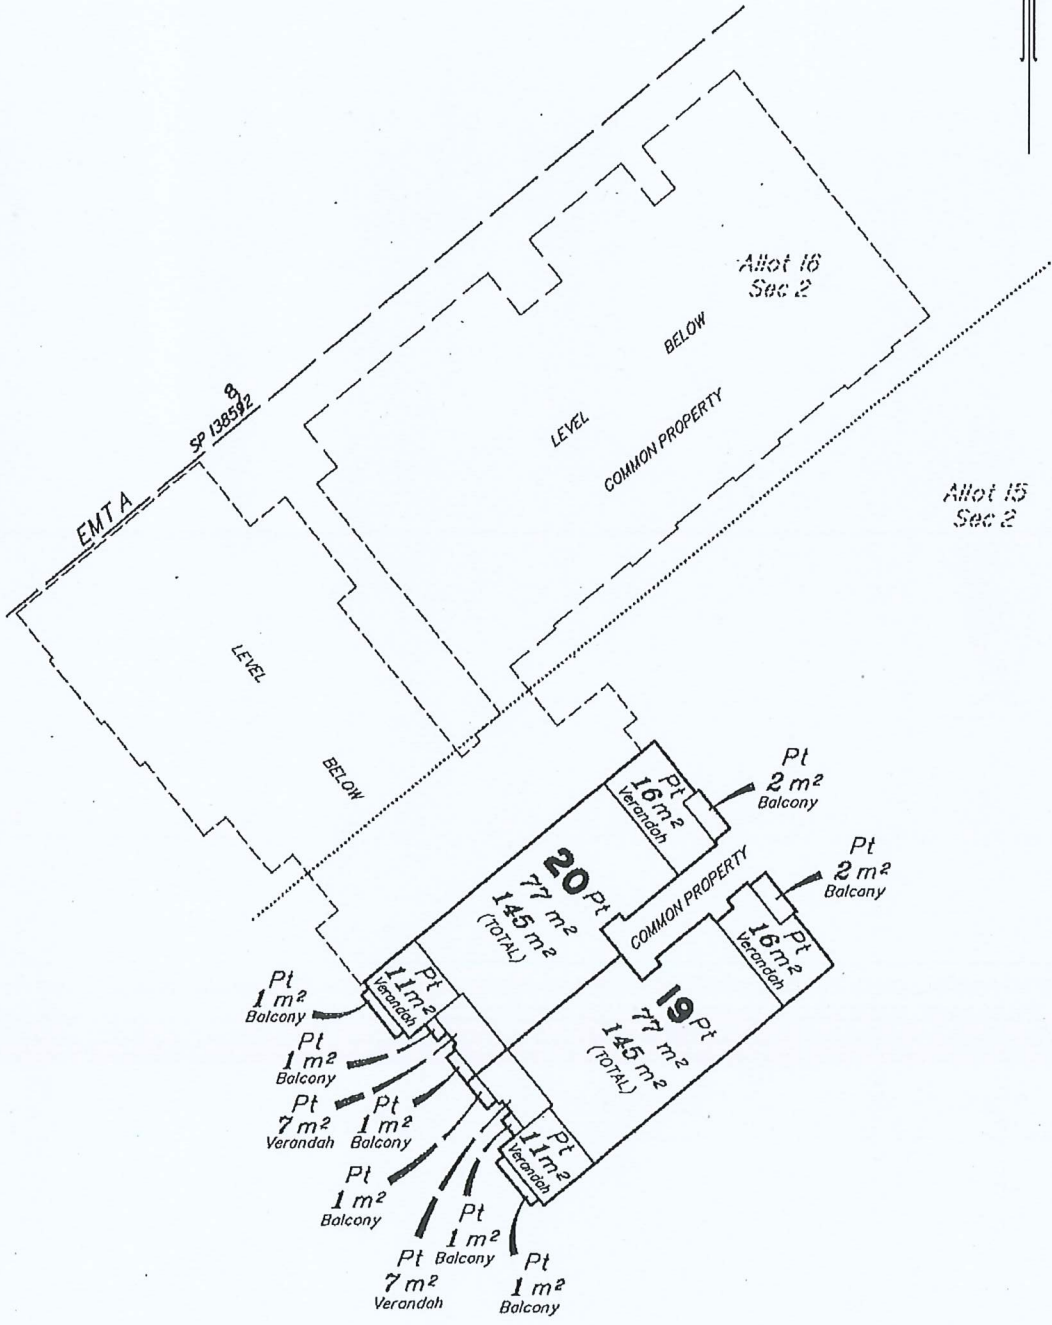 Allot 16
Sec 2
BELOW
LEVEL
COMMON PROPERTY
8
SP 138592
EMT A
Allot 15
Sec 2
LEVEL
BELOW
Pt
2 m²
Balcony
Pt
16 m²
Verandah
Pt
2 m²
Balcony
COMMON PROPERTY
20 Pt
77 m²
145 m²
(TOTAL)
Pt
16 m²
Verandah
Pt
11 m²
Verandah
19 Pt
77 m²
145 m²
(TOTAL)
Pt
1 m²
Balcony
Pt
1 m²
Balcony
Pt
7 m²
Verandah
Pt
1 m²
Balcony
Pt
11 m²
Verandah
Pt
1 m²
Balcony
Pt
1 m²
Balcony
Pt
7 m²
Verandah
Pt
1 m²
Balcony